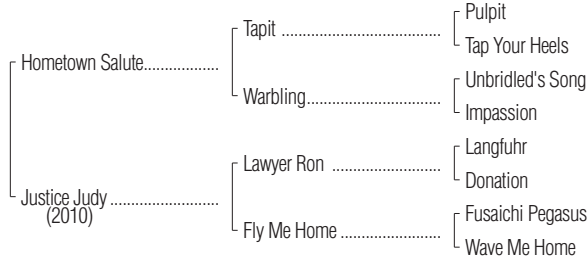 Pulpit
Tapit ........................................
Tap Your Heels
Hometown Salute...................
Unbridled's Song
Warbling..................................
Impassion
Langfuhr
Lawyer Ron ...........................
Donation
Justice Judy ...........................
(2010)
Fusaichi Pegasus
Fly Me Home .........................
Wave Me Home